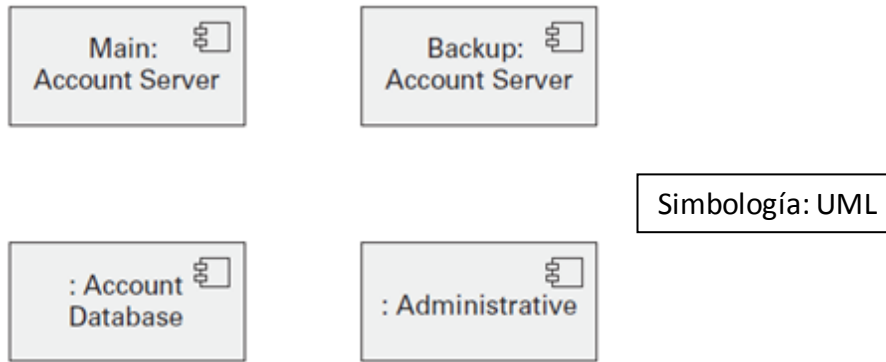 Main:
Account Server
Backup:
Account Server
Simbología: UML
: Account
Database
: Administrative